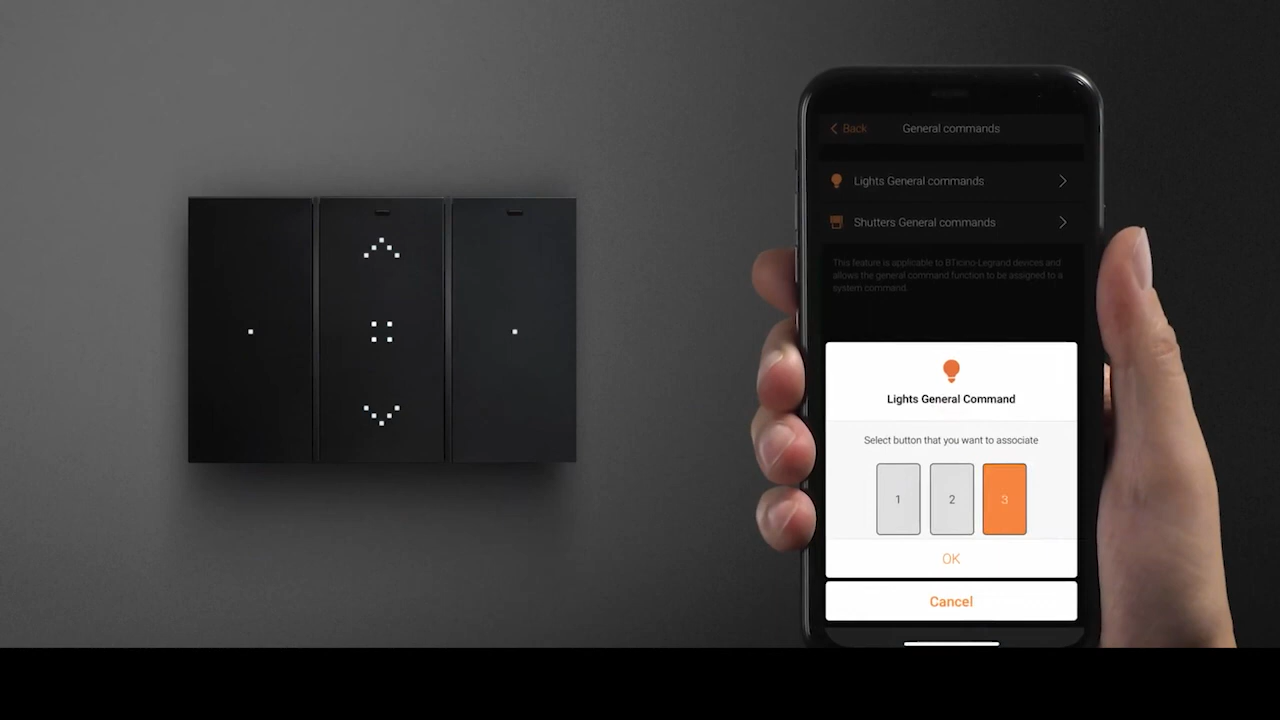 Back
General commands
Lights General commands
Shutters General commands
This feature is applicable to BTicino-Legrand devices and
allows the general command function to be assigned to a
system command.
Lights General Command
Select button that you want to associate
1
2
3
OK
Cancel